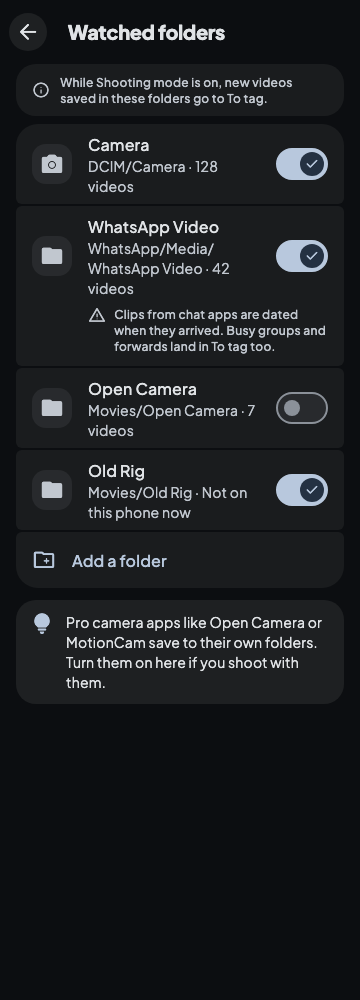 Watched folders
While Shooting mode is on, new videos
saved in these folders go to To tag.
Camera
DCIM/Camera · 128
videos
WhatsApp Video
WhatsApp/Media/
WhatsApp Video · 42
videos
Clips from chat apps are dated
when they arrived. Busy groups and
forwards land in To tag too.
Open Camera
Movies/Open Camera · 7
videos
Old Rig
Movies/Old Rig · Not on
this phone now
Add a folder
Pro camera apps like Open Camera or
MotionCam save to their own folders.
Turn them on here if you shoot with
them.